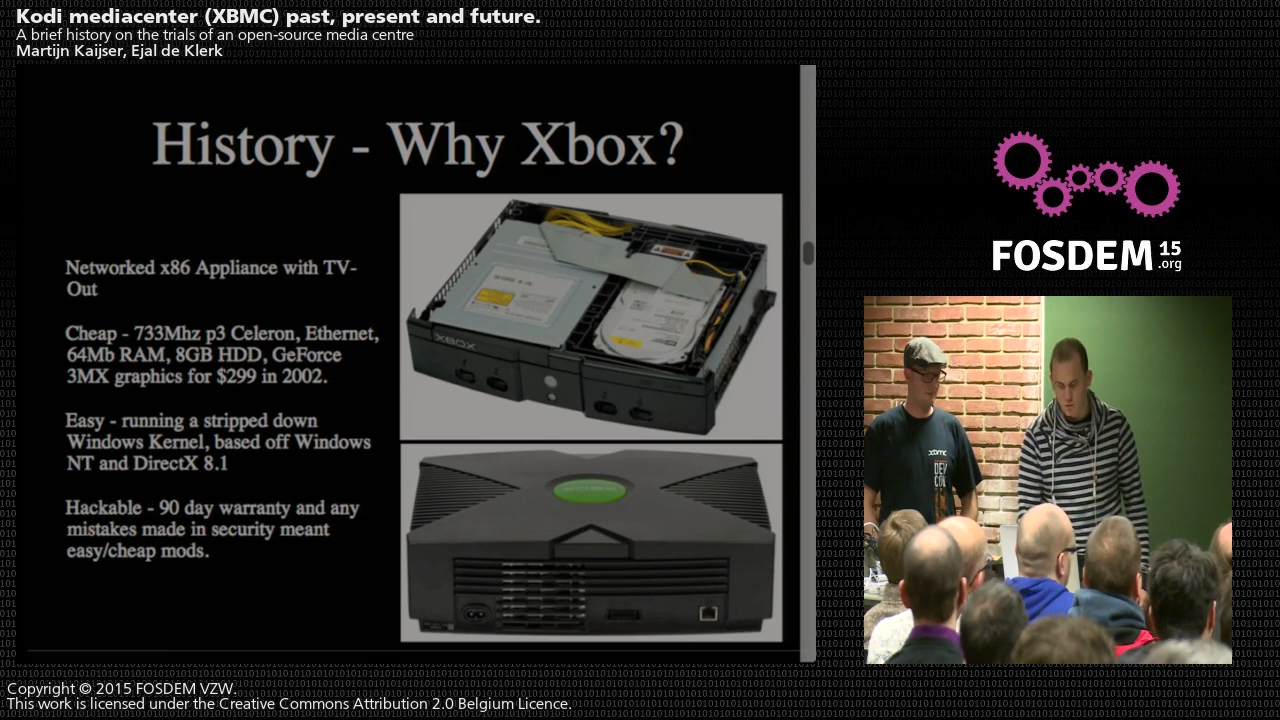 Kodi mediacenter (XBMC) past, present and future.
A brief history on the trials of an open-source media centre
Martijn Kaijser, Ejal de Klerk
History - Why Xbox?
Networked x86 Appliance with TV-
Out
Cheap - 733Mhz p3 Celeron, Ethernet,
64Mb RAM, 8GB HDD, GeForce
3MX graphics for $299 in 2002.
Easy - running a stripped down
Windows Kernel, based off Windows
NT and DirectX 8.1
Hackable - 90 day warranty and any
mistakes made in security meant
easy/cheap mods.
XBOX
FOSDEM 15
.org
xbmc
DEV
CON
Copyright © 2015 FOSDEM VZW.
This work is licensed under the Creative Commons Attribution 2.0 Belgium Licence.